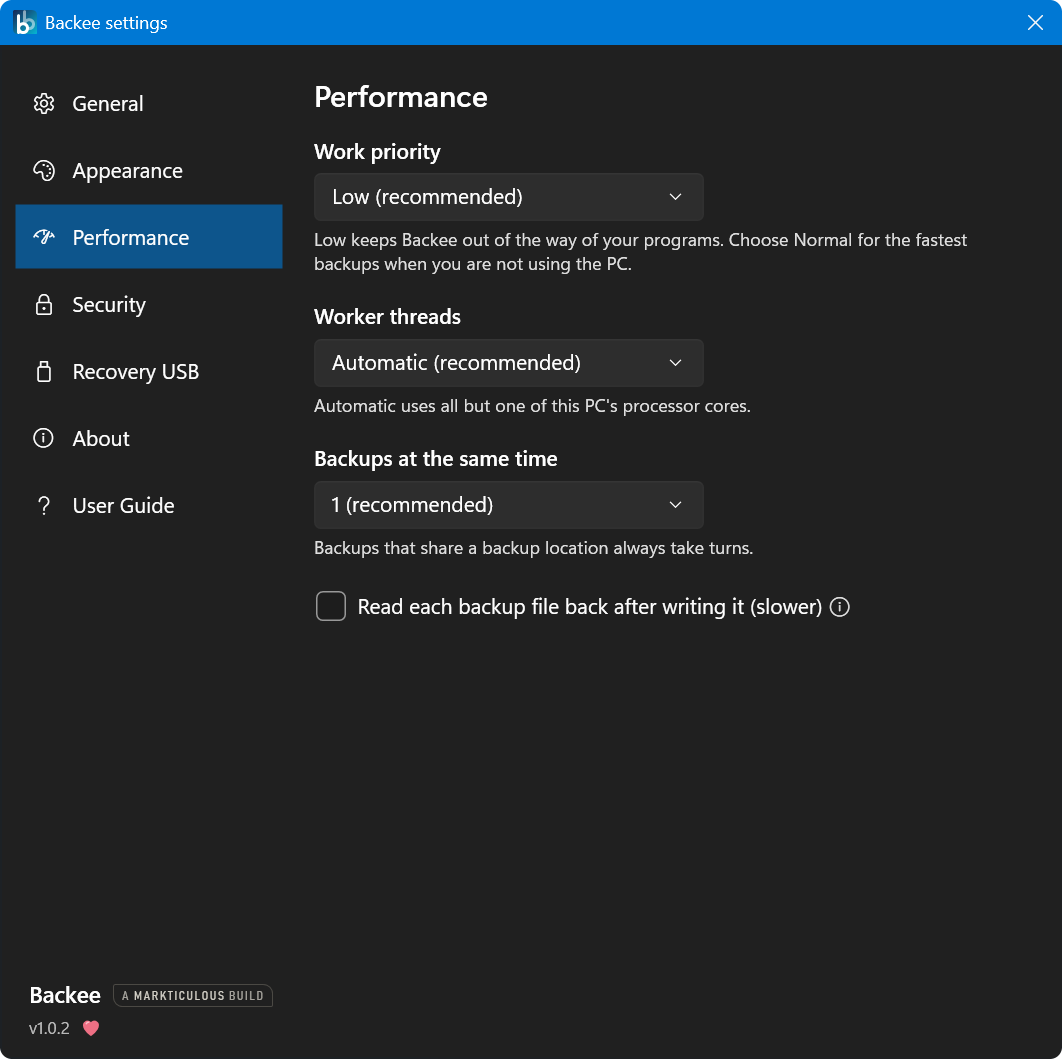 Backee settings
General
Appearance
Performance
Security
Recovery USB
About
User Guide
Performance
Work priority
Low (recommended)
Low keeps Backee out of the way of your programs. Choose Normal for the fastest
backups when you are not using the PC.
Worker threads
Automatic (recommended)
Automatic uses all but one of this PC's processor cores.
Backups at the same time
1 (recommended)
Backups that share a backup location always take turns.
Read each backup file back after writing it (slower)
Backee A MARKTICULOUS BUILD
v1.0.2